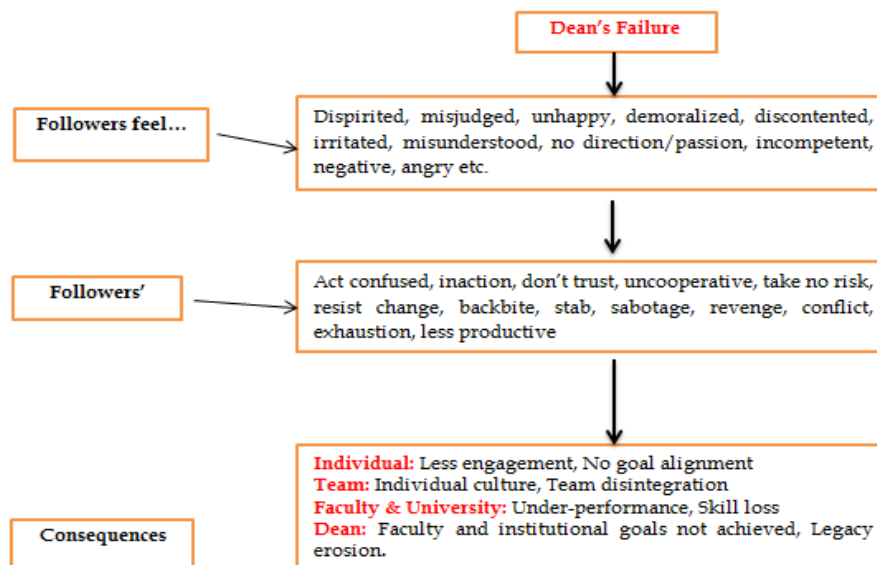 Dean's Failure
Followers feel…
Dispirited, misjudged, unhappy, demoralized, discontented,
irritated, misunderstood, no direction/passion, incompetent,
negative, angry etc.
Followers'
Act confused, inaction, don't trust, uncooperative, take no risk,
resist change, backbite, stab, sabotage, revenge, conflict,
exhaustion, less productive
Individual: Less engagement, No goal alignment
Team: Individual culture, Team disintegration
Faculty & University: Under-performance, Skill loss
Dean: Faculty and institutional goals not achieved, Legacy
erosion.
Consequences